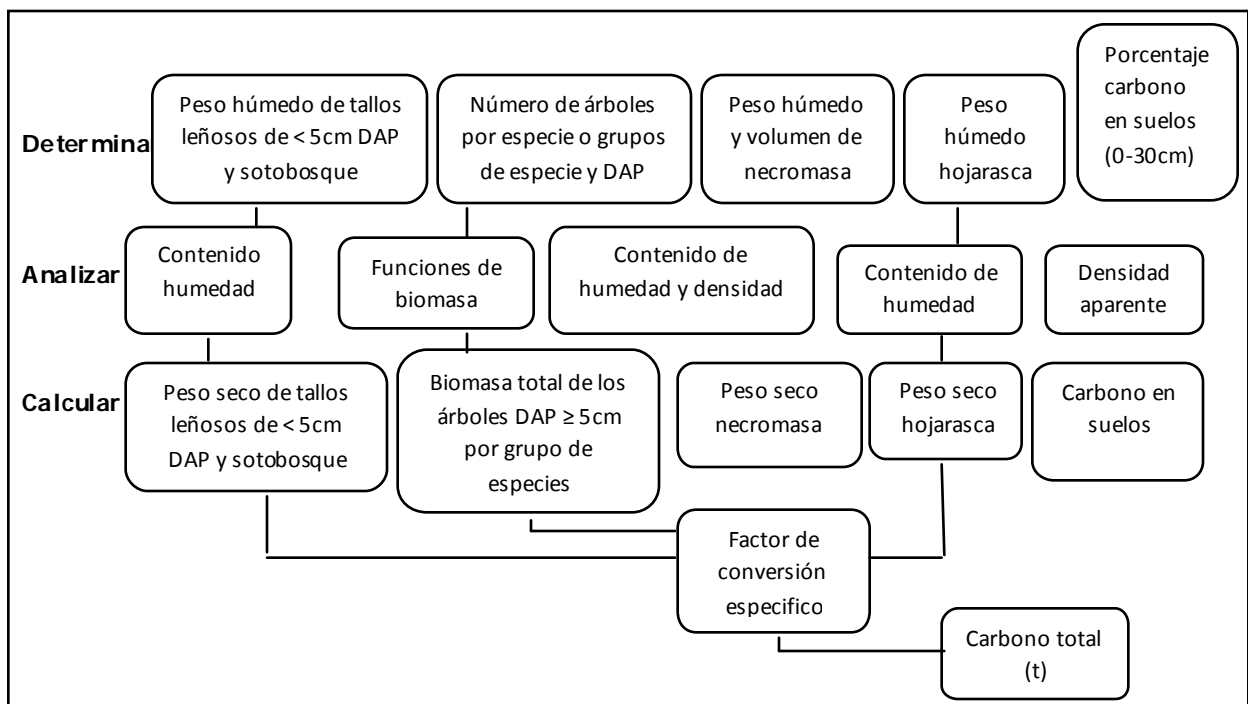 Determina
Peso húmedo de tallos
leñosos de < 5cm DAP
y sotobosque
Número de árboles
por especie o grupos
de especie y DAP
Peso húmedo
y volumen de
necromasa
Peso
húmedo
hojarasca
Porcentaje
carbono
en suelos
(0-30cm)
Analizar
Contenido
humedad
Funciones de
biomasa
Contenido de
humedad y densidad
Contenido de
humedad
Densidad
aparente
Calcular
Peso seco de tallos
leñosos de < 5cm
DAP y sotobosque
Biomasa total de los
árboles DAP ≥ 5cm
por grupo de
especies
Peso seco
necromasa
Peso seco
hojarasca
Carbono en
suelos
Factor de
conversión
especifico
Carbono total
(t)